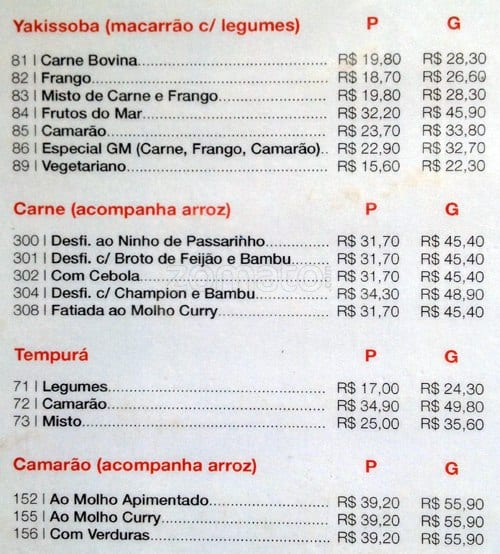 Yakissoba (macarrão c/ legumes) P G
81 | Carne Bovina R$ 19,80 R$ 28,30
82 | Frango R$ 18,70 R$ 26,60
83 | Misto de Carne e Frango R$ 19,80 R$ 28,30
84 | Frutos do Mar R$ 32,20 R$ 45,90
85 | Camarão R$ 23,70 R$ 33,80
86 | Especial GM (Carne, Frango, Camarão) R$ 22,90 R$ 32,70
89 | Vegetariano R$ 15,60 R$ 22,30
Carne (acompanha arroz) P G
300 | Desfi. ao Ninho de Passarinho R$ 31,70 R$ 45,40
301 | Desfi. c/ Broto de Feijão e Bambu R$ 31,70 R$ 45,40
302 | Com Cebola R$ 31,70 R$ 45,40
zomato
304 | Desfi. c/ Champion e Bambu R$ 34,30 R$ 48,90
308 | Fatiada ao Molho Curry R$ 31,70 R$ 45,40
Tempurá P G
71 | Legumes R$ 17,00 R$ 24,30
72 | Camarão R$ 34,90 R$ 49,80
73 | Misto R$ 25,00 R$ 35,60
Camarão (acompanha arroz) P G
152 | Ao Molho Apimentado R$ 39,20 R$ 55,90
155 | Ao Molho Curry R$ 39,20 R$ 55,90
156 | Com Verduras R$ 39,20 R$ 55,90